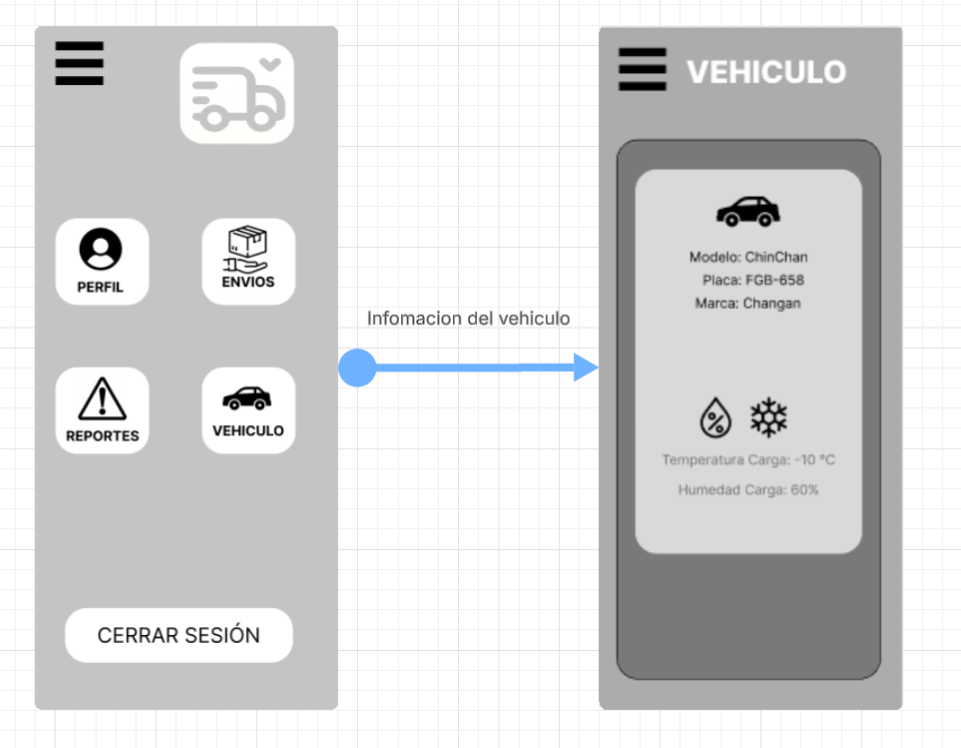 PERFIL
ENVIOS
REPORTES
VEHICULO
CERRAR SESIÓN
Infomacion del vehiculo
VEHICULO
Modelo: ChinChan
Placa: FGB-658
Marca: Changan
%
Temperatura Carga: -10 °C
Humedad Carga: 60%